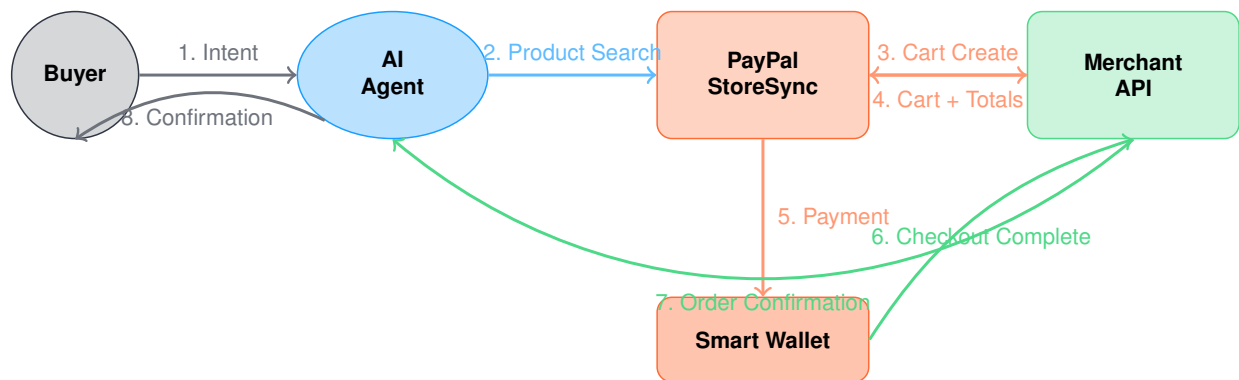 Buyer
1. Intent
8. Confirmation
AI
Agent
2. Product Search
PayPal
StoreSync
3. Cart Create
4. Cart + Totals
Merchant
API
5. Payment
6. Checkout Complete
7. Order Confirmation
Smart Wallet